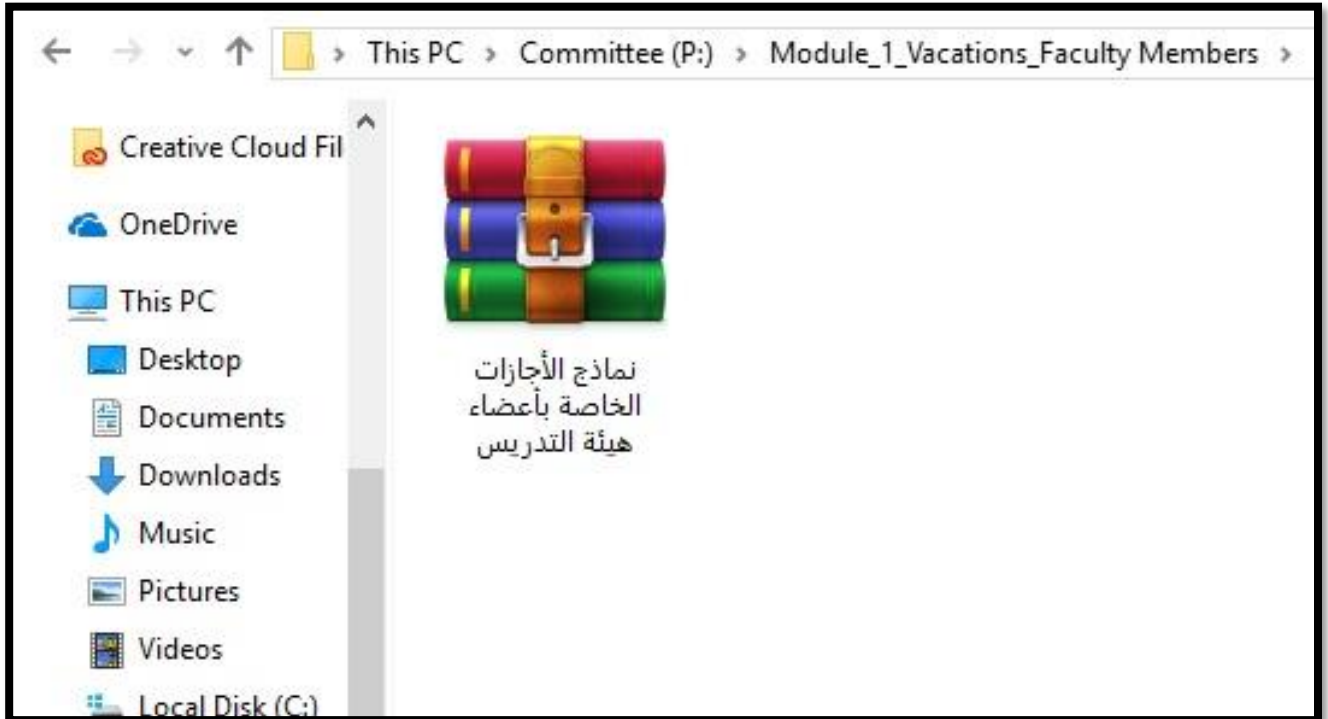 This PC > Committee (P:) > Module_1_Vacations_Faculty Members >
Creative Cloud Fil
OneDrive
This PC
Desktop
Documents
Downloads
Music
Pictures
Videos
Local Disk (C:)
نماذج الأجازات
الخاصة بأعضاء
هيئة التدريس